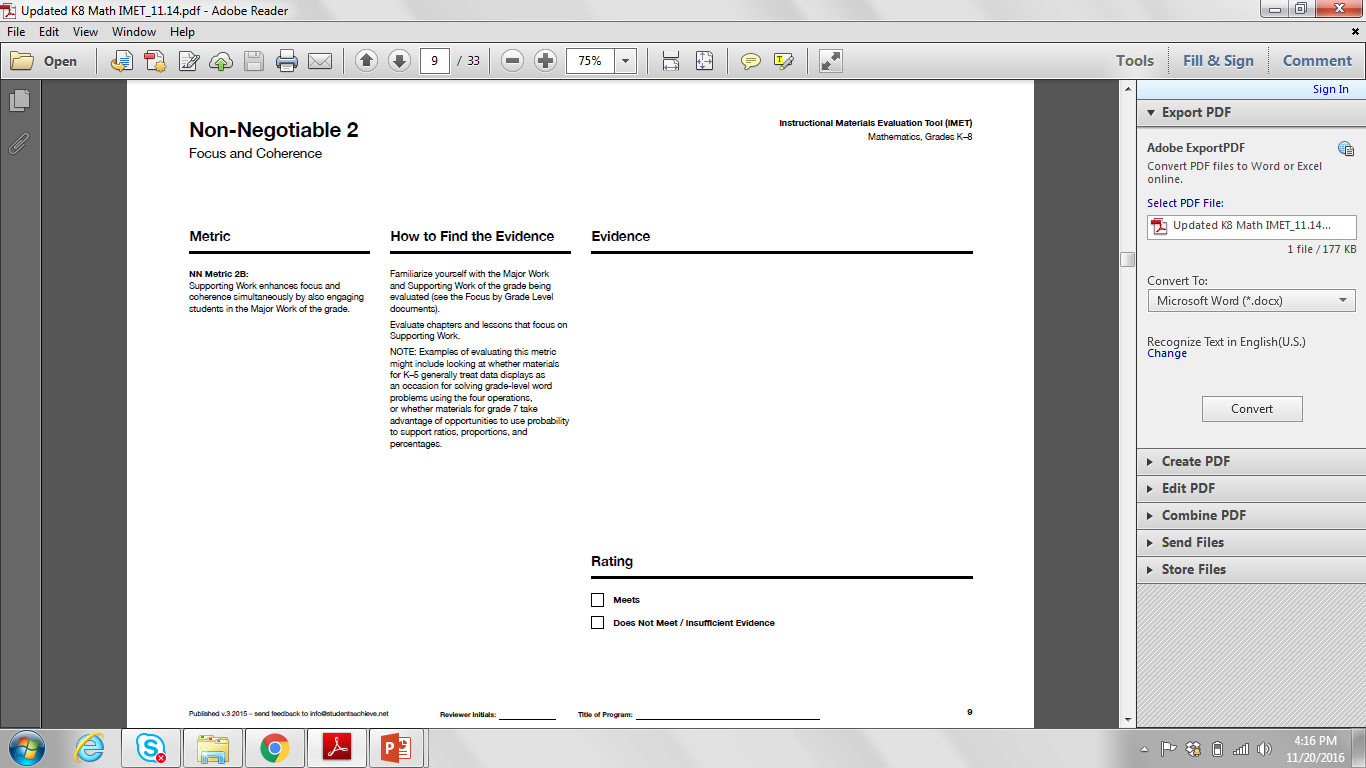 Updated K8 Math IMET_11.14.pdf - Adobe Reader
File Edit View Window Help
Open 9 / 33 75% Tools Fill & Sign Comment
Sign In
Non-Negotiable 2
Focus and Coherence
Instructional Materials Evaluation Tool (IMET)
Mathematics, Grades K–8
Metric
NN Metric 2B:
Supporting Work enhances focus and
coherence simultaneously by also engaging
students in the Major Work of the grade.
How to Find the Evidence
Familiarize yourself with the Major Work
and Supporting Work of the grade being
evaluated (see the Focus by Grade Level
documents).
Evaluate chapters and lessons that focus on
Supporting Work.
NOTE: Examples of evaluating this metric
might include looking at whether materials
for K–5 generally treat data displays as
an occasion for solving grade-level word
problems using the four operations,
or whether materials for grade 7 take
advantage of opportunities to use probability
to support ratios, proportions, and
percentages.
Evidence
Rating
Meets
Does Not Meet / Insufficient Evidence
Published v.3 2015 – send feedback to info@studentsachieve.net Reviewer Initials: Title of Program: 9
Export PDF
Adobe ExportPDF
Convert PDF files to Word or Excel
online.
Select PDF File:
Updated K8 Math IMET_11.14...
1 file / 177 KB
Convert To:
Microsoft Word (*.docx)
Recognize Text in English(U.S.)
Change
Convert
Create PDF
Edit PDF
Combine PDF
Send Files
Store Files
4:16 PM
11/20/2016